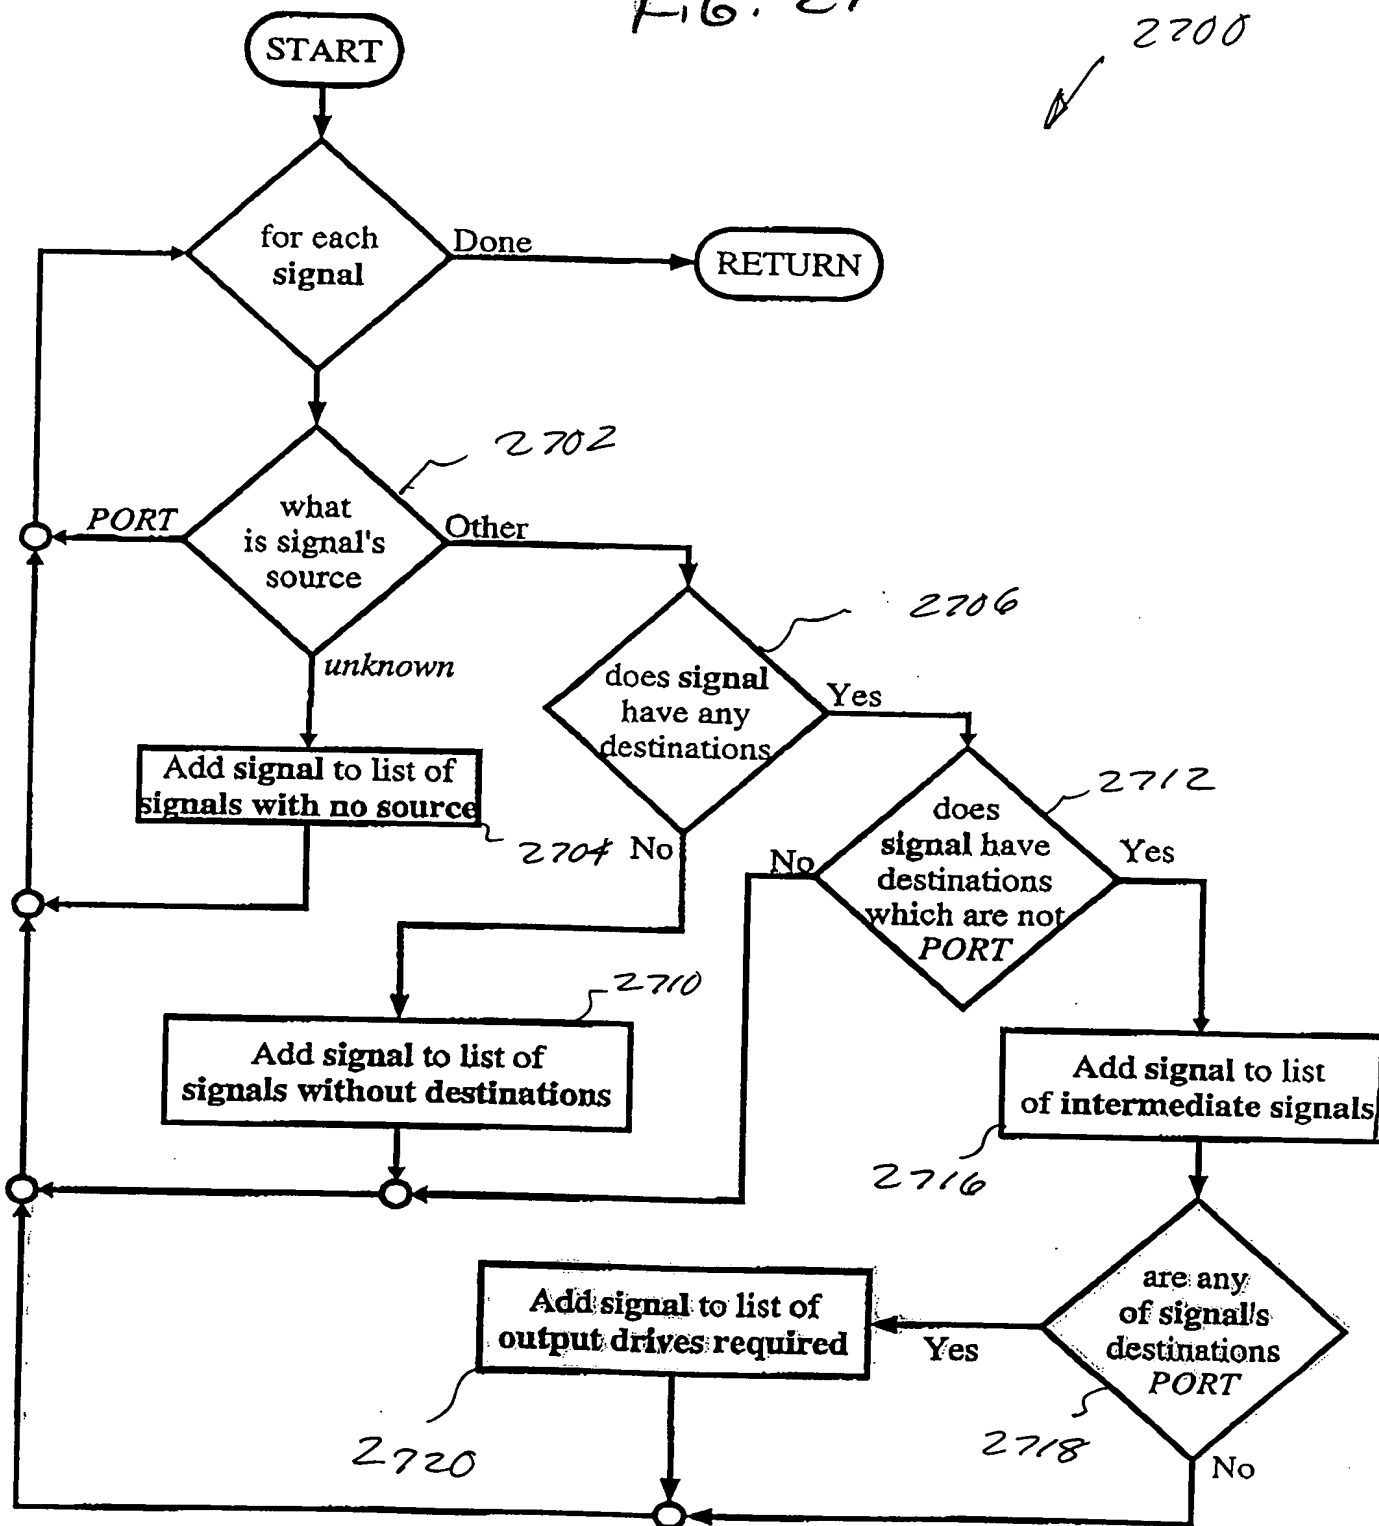 FIG. 27
2700
START
for each
signal
Done
RETURN
2702
what
is signal's
source
PORT
Other
unknown
2706
does signal
have any
destinations
Yes
No
Add signal to list of
signals with no source
2704
2712
does
signal have
destinations
which are not
PORT
No
Yes
2710
Add signal to list of
signals without destinations
Add signal to list
of intermediate signals
2716
Add signal to list of
output drives required
2720
are any
of signal's
destinations
PORT
Yes
2718
No